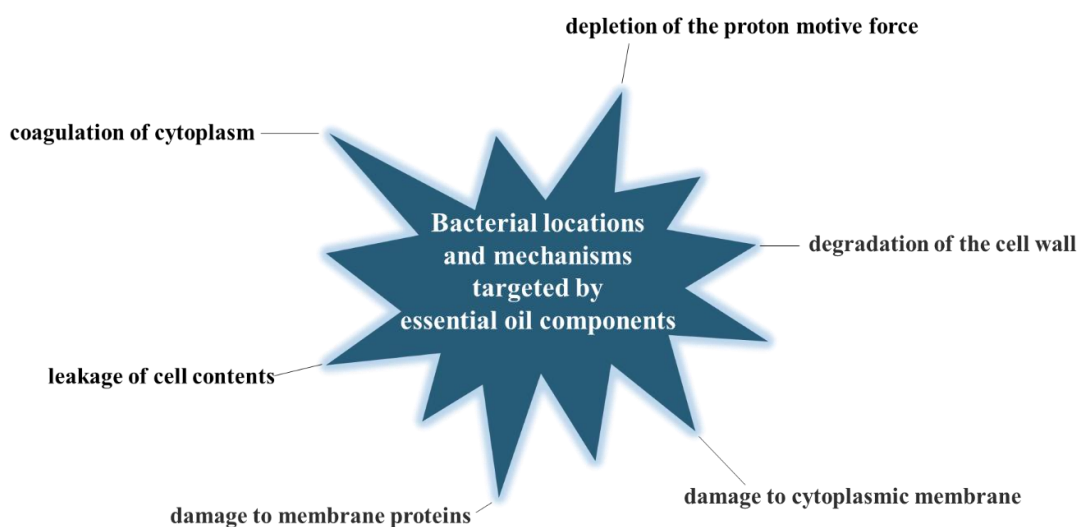 depletion of the proton motive force
coagulation of cytoplasm
Bacterial locations
and mechanisms
targeted by
essential oil components
degradation of the cell wall
leakage of cell contents
damage to cytoplasmic membrane
damage to membrane proteins